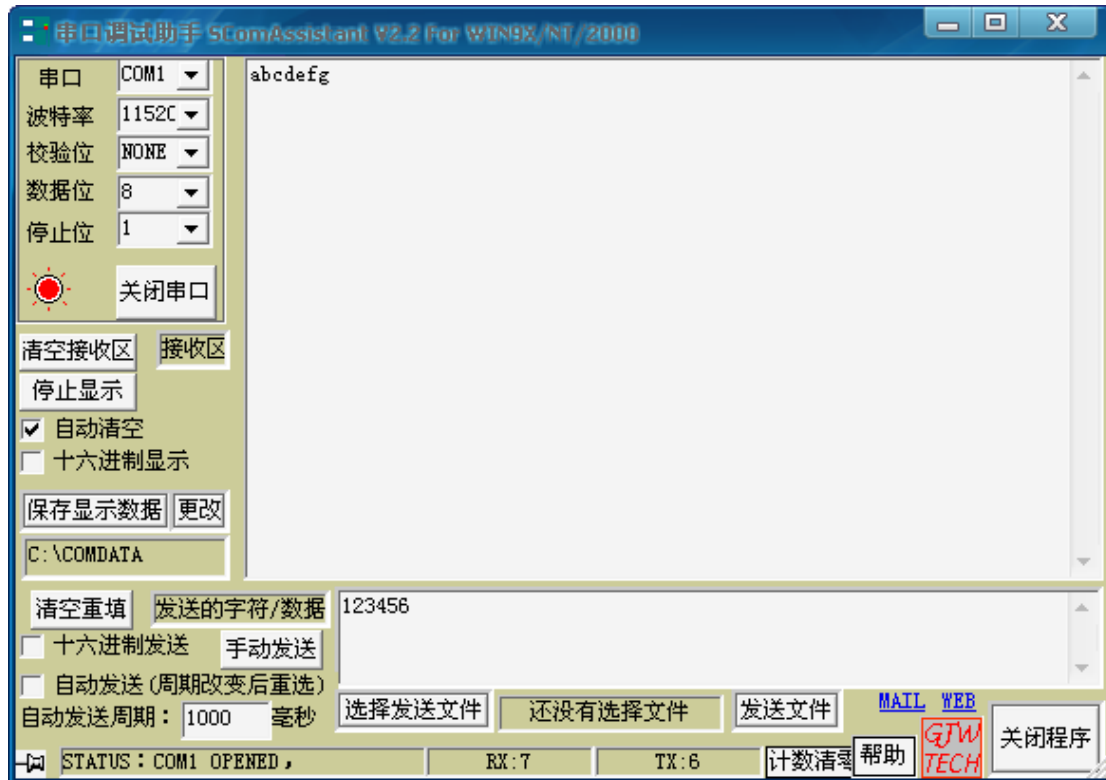 串口调试助手 SComAssistant V2.2 For WIN9X/NT/2000
串口 COM1
波特率 11520
校验位 NONE
数据位 8
停止位 1
关闭串口
清空接收区 接收区
停止显示
自动清空
十六进制显示
保存显示数据 更改
C:\COMDATA
abcdefg
清空重填 发送的字符/数据
123456
十六进制发送 手动发送
自动发送(周期改变后重选)
自动发送周期: 1000 毫秒
选择发送文件 还没有选择文件 发送文件
MAIL WEB
STATUS:COM1 OPENED, RX:7 TX:6 计数清零 帮助
GJW
TECH
关闭程序